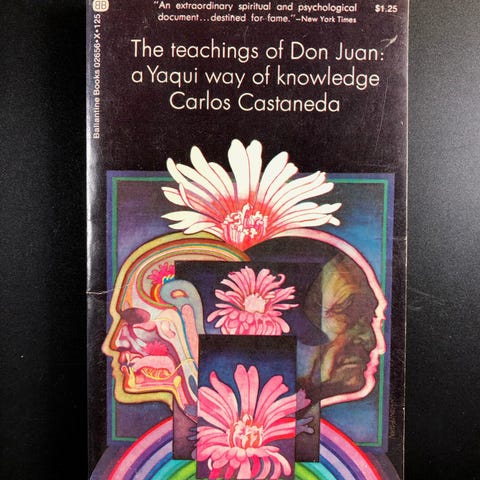 "An extraordinary spiritual and psychological
document...destined for fame."—New York Times
$1.25
The teachings of Don Juan:
a Yaqui way of knowledge
Carlos Castaneda
BB
Ballantine Books 02656•X•125